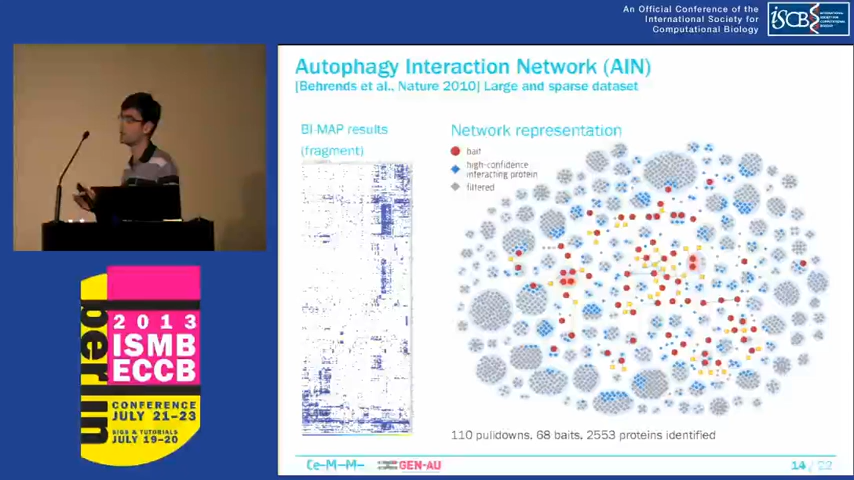 An Official Conference of the
International Society for
Computational Biology
iSCB
Autophagy Interaction Network (AIN)
[Behrends et al., Nature 2010] Large and sparse dataset
BI-MAP results
(fragment)
Network representation
bait
high-confidence
interacting protein
filtered
110 pulldowns, 68 baits, 2553 proteins identified
Ce-M-M-
GEN-AU
14 / 22
berlin
2013
ISMB
ECCB
CONFERENCE
JULY 21-23
SIGS & TUTORIALS
JULY 19-20